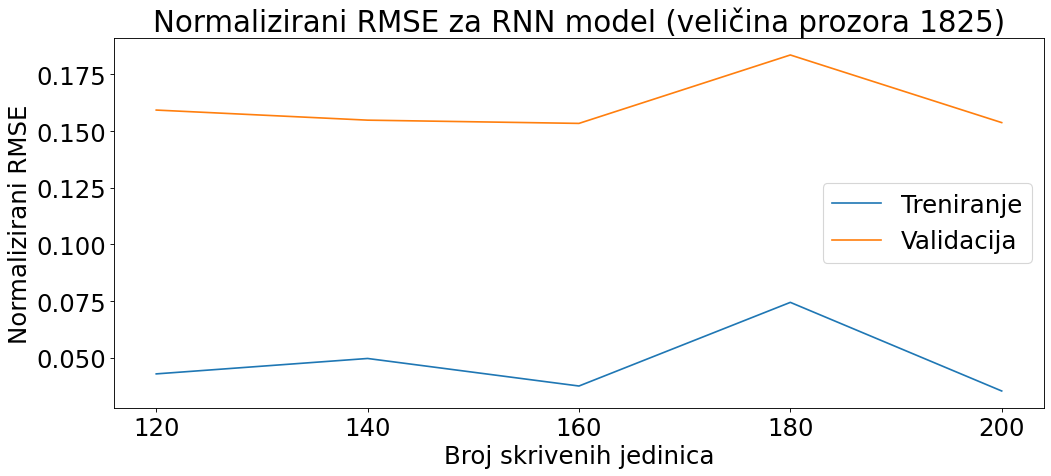 Normalizirani RMSE za RNN model (veličina prozora 1825)
Normalizirani RMSE
0.175
0.150
0.125
0.100
0.075
0.050
Treniranje
Validacija
120 140 160 180 200
Broj skrivenih jedinica